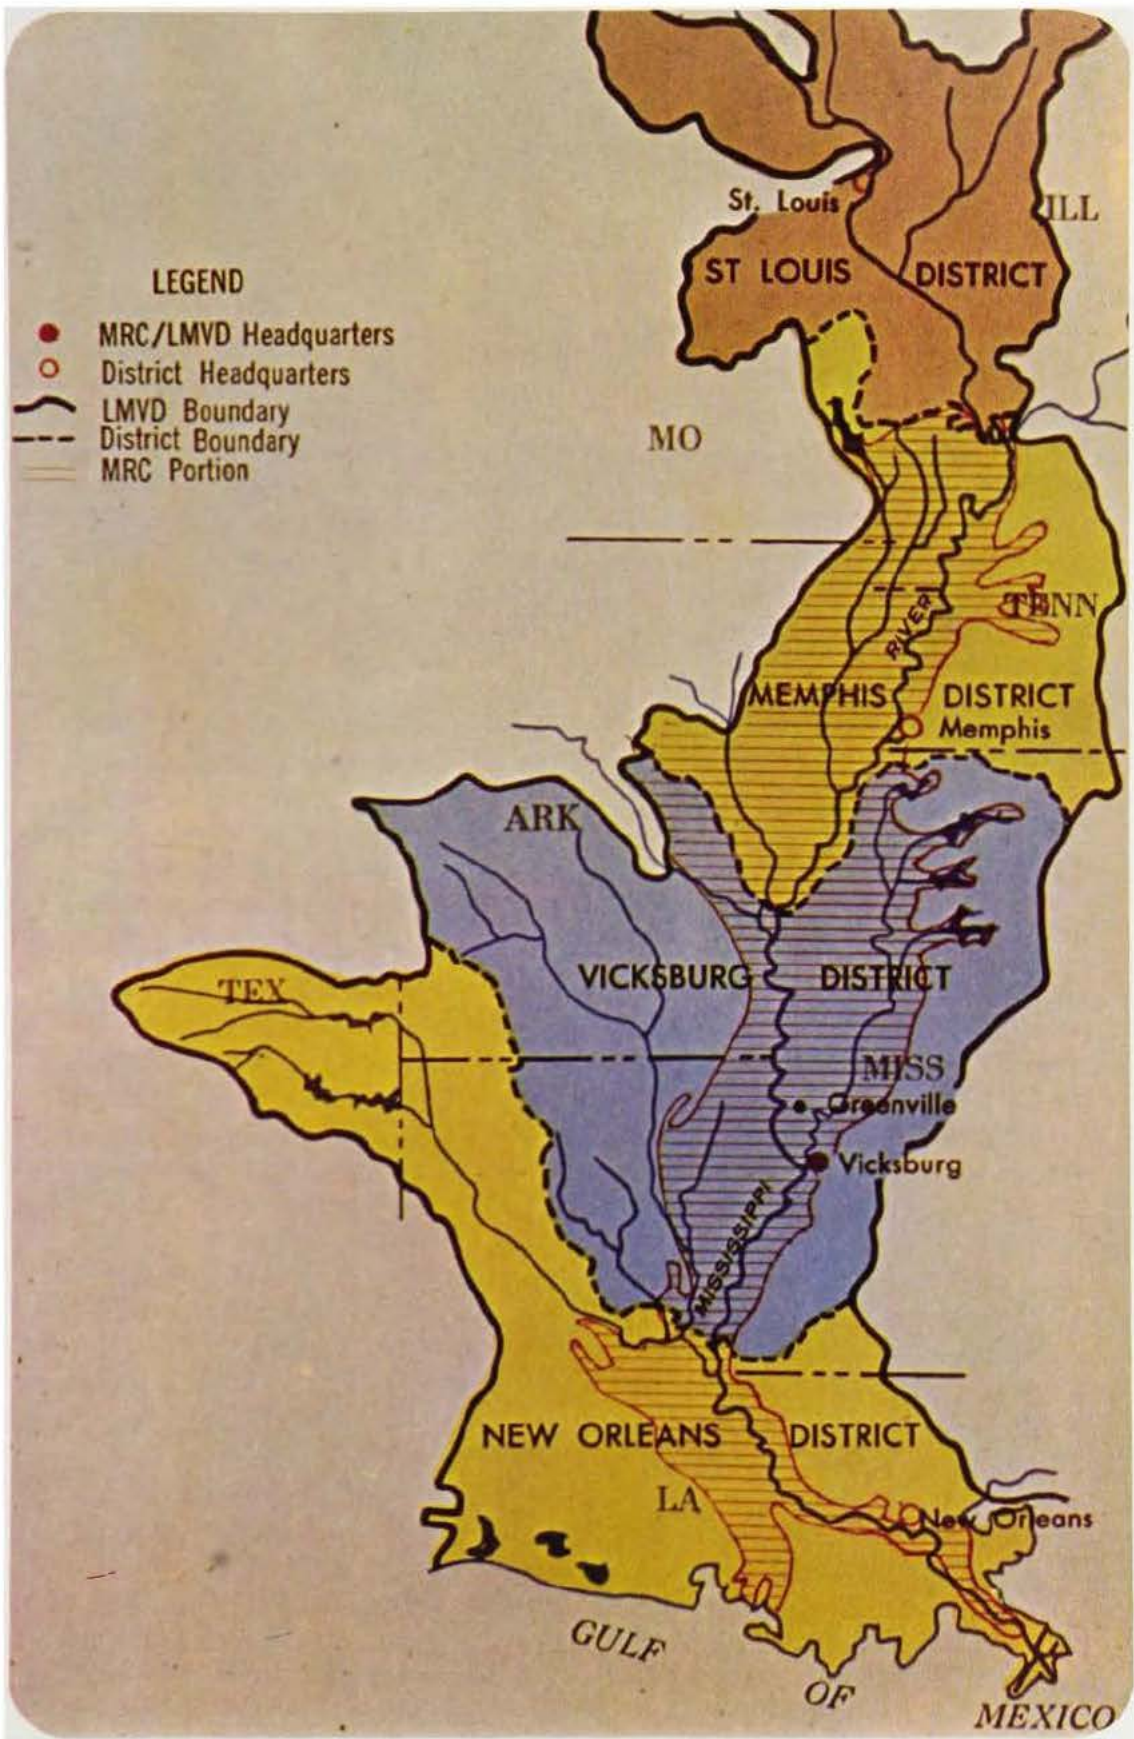 St. Louis
ILL
ST LOUIS DISTRICT
LEGEND
MRC/LMVD Headquarters
District Headquarters
LMVD Boundary
District Boundary
MRC Portion
MO
TENN
RIVER
MEMPHIS DISTRICT
Memphis
ARK
VICKSBURG DISTRICT
TEX
MISS
Greenville
Vicksburg
MISSISSIPPI
NEW ORLEANS DISTRICT
LA
New Orleans
GULF
OF
MEXICO